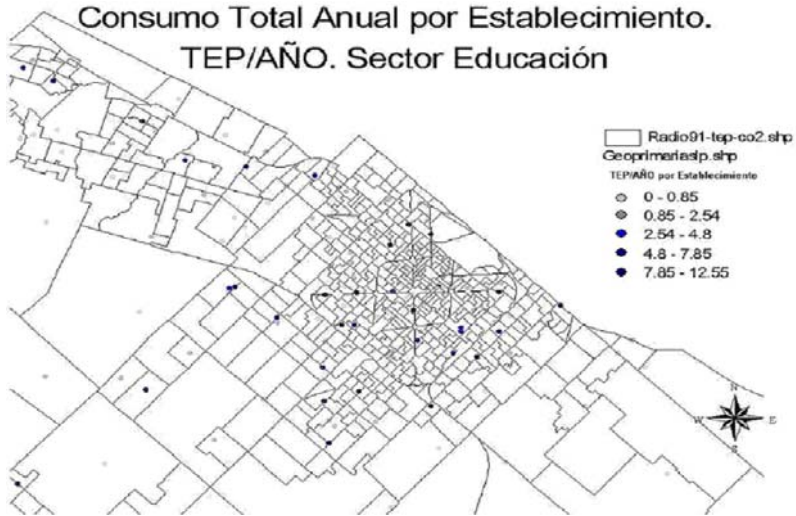 Consumo Total Anual por Establecimiento.
TEP/AÑO. Sector Educación
Radio91-tep-co2.shp
Geoprimariaslp.shp
TEP/AÑO por Establecimiento
0 - 0.85
0.85 - 2.54
2.54 - 4.8
4.8 - 7.85
7.85 - 12.55
N
W E
S